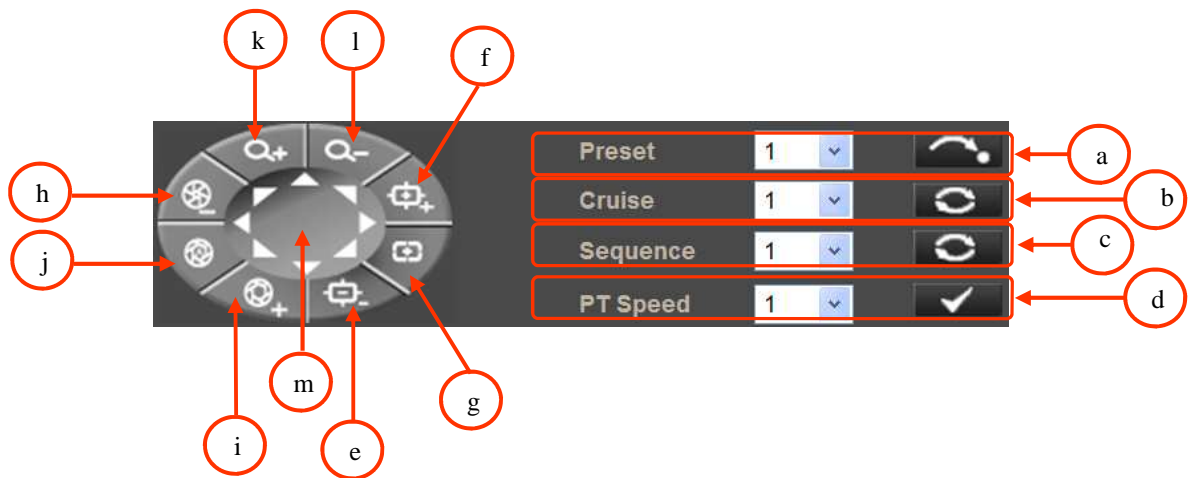 k
l
f
h
j
i
m
e
g
Preset 1
a
Cruise 1
b
Sequence 1
c
PT Speed 1
d